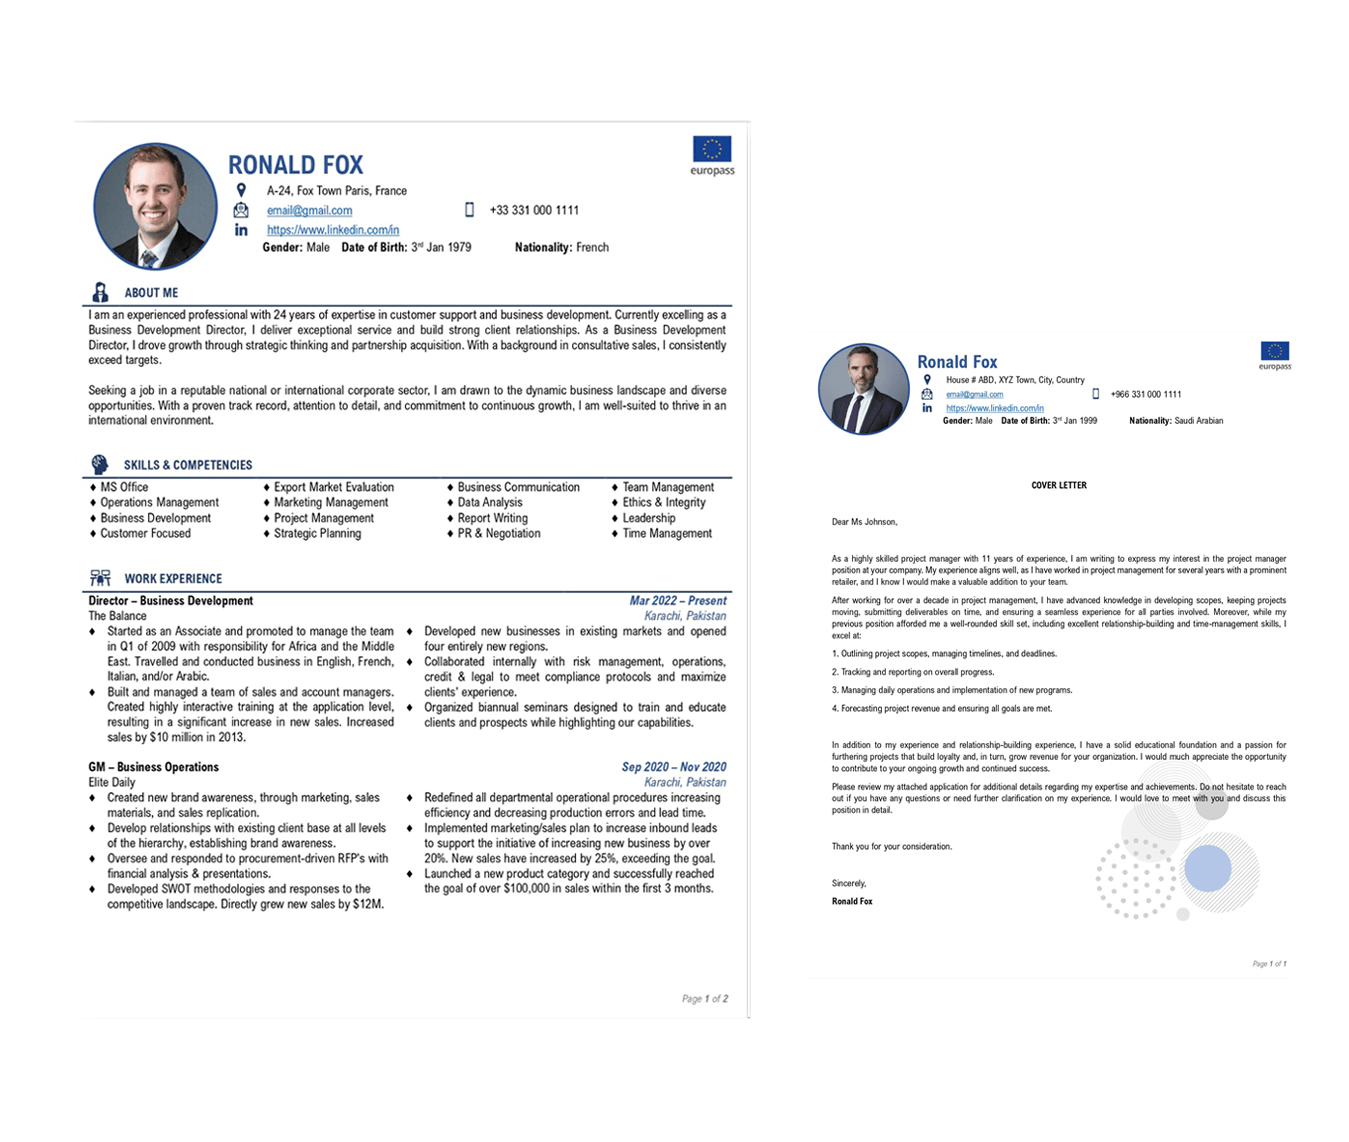 RONALD FOX
europass
A-24, Fox Town Paris, France
email@gmail.com +33 331 000 1111
https://www.linkedin.com/in
Gender: Male Date of Birth: 3rd Jan 1979 Nationality: French
ABOUT ME
I am an experienced professional with 24 years of expertise in customer support and business development. Currently excelling as a
Business Development Director, I deliver exceptional service and build strong client relationships. As a Business Development
Director, I drove growth through strategic thinking and partnership acquisition. With a background in consultative sales, I consistently
exceed targets.
Seeking a job in a reputable national or international corporate sector, I am drawn to the dynamic business landscape and diverse
opportunities. With a proven track record, attention to detail, and commitment to continuous growth, I am well-suited to thrive in an
international environment.
SKILLS & COMPETENCIES
♦ MS Office ♦ Export Market Evaluation ♦ Business Communication ♦ Team Management
♦ Operations Management ♦ Marketing Management ♦ Data Analysis ♦ Ethics & Integrity
♦ Business Development ♦ Project Management ♦ Report Writing ♦ Leadership
♦ Customer Focused ♦ Strategic Planning ♦ PR & Negotiation ♦ Time Management
WORK EXPERIENCE
Director – Business Development Mar 2022 – Present
The Balance Karachi, Pakistan
♦ Started as an Associate and promoted to manage the team
in Q1 of 2009 with responsibility for Africa and the Middle
East. Travelled and conducted business in English, French,
Italian, and/or Arabic.
♦ Built and managed a team of sales and account managers.
Created highly interactive training at the application level,
resulting in a significant increase in new sales. Increased
sales by $10 million in 2013.
♦ Developed new businesses in existing markets and opened
four entirely new regions.
♦ Collaborated internally with risk management, operations,
credit & legal to meet compliance protocols and maximize
clients' experience.
♦ Organized biannual seminars designed to train and educate
clients and prospects while highlighting our capabilities.
GM – Business Operations Sep 2020 – Nov 2020
Elite Daily Karachi, Pakistan
♦ Created new brand awareness, through marketing, sales
materials, and sales replication.
♦ Develop relationships with existing client base at all levels
of the hierarchy, establishing brand awareness.
♦ Oversee and responded to procurement-driven RFP's with
financial analysis & presentations.
♦ Developed SWOT methodologies and responses to the
competitive landscape. Directly grew new sales by $12M.
♦ Redefined all departmental operational procedures increasing
efficiency and decreasing production errors and lead time.
♦ Implemented marketing/sales plan to increase inbound leads
to support the initiative of increasing new business by over
20%. New sales have increased by 25%, exceeding the goal.
♦ Launched a new product category and successfully reached
the goal of over $100,000 in sales within the first 3 months.
Page 1 of 2
Ronald Fox
europass
House # ABD, XYZ Town, City, Country
email@gmail.com +966 331 000 1111
https://www.linkedin.com/in
Gender: Male Date of Birth: 3rd Jan 1999 Nationality: Saudi Arabian
COVER LETTER
Dear Ms Johnson,
As a highly skilled project manager with 11 years of experience, I am writing to express my interest in the project manager
position at your company. My experience aligns well, as I have worked in project management for several years with a prominent
retailer, and I know I would make a valuable addition to your team.
After working for over a decade in project management, I have advanced knowledge in developing scopes, keeping projects
moving, submitting deliverables on time, and ensuring a seamless experience for all parties involved. Moreover, while my
previous position afforded me a well-rounded skill set, including excellent relationship-building and time-management skills, I
excel at:
1. Outlining project scopes, managing timelines, and deadlines.
2. Tracking and reporting on overall progress.
3. Managing daily operations and implementation of new programs.
4. Forecasting project revenue and ensuring all goals are met.
In addition to my experience and relationship-building experience, I have a solid educational foundation and a passion for
furthering projects that build loyalty and, in turn, grow revenue for your organization. I would much appreciate the opportunity
to contribute to your ongoing growth and continued success.
Please review my attached application for additional details regarding my expertise and achievements. Do not hesitate to reach
out if you have any questions or need further clarification on my experience. I would love to meet with you and discuss this
position in detail.
Thank you for your consideration.
Sincerely,
Ronald Fox
Page 1 of 1